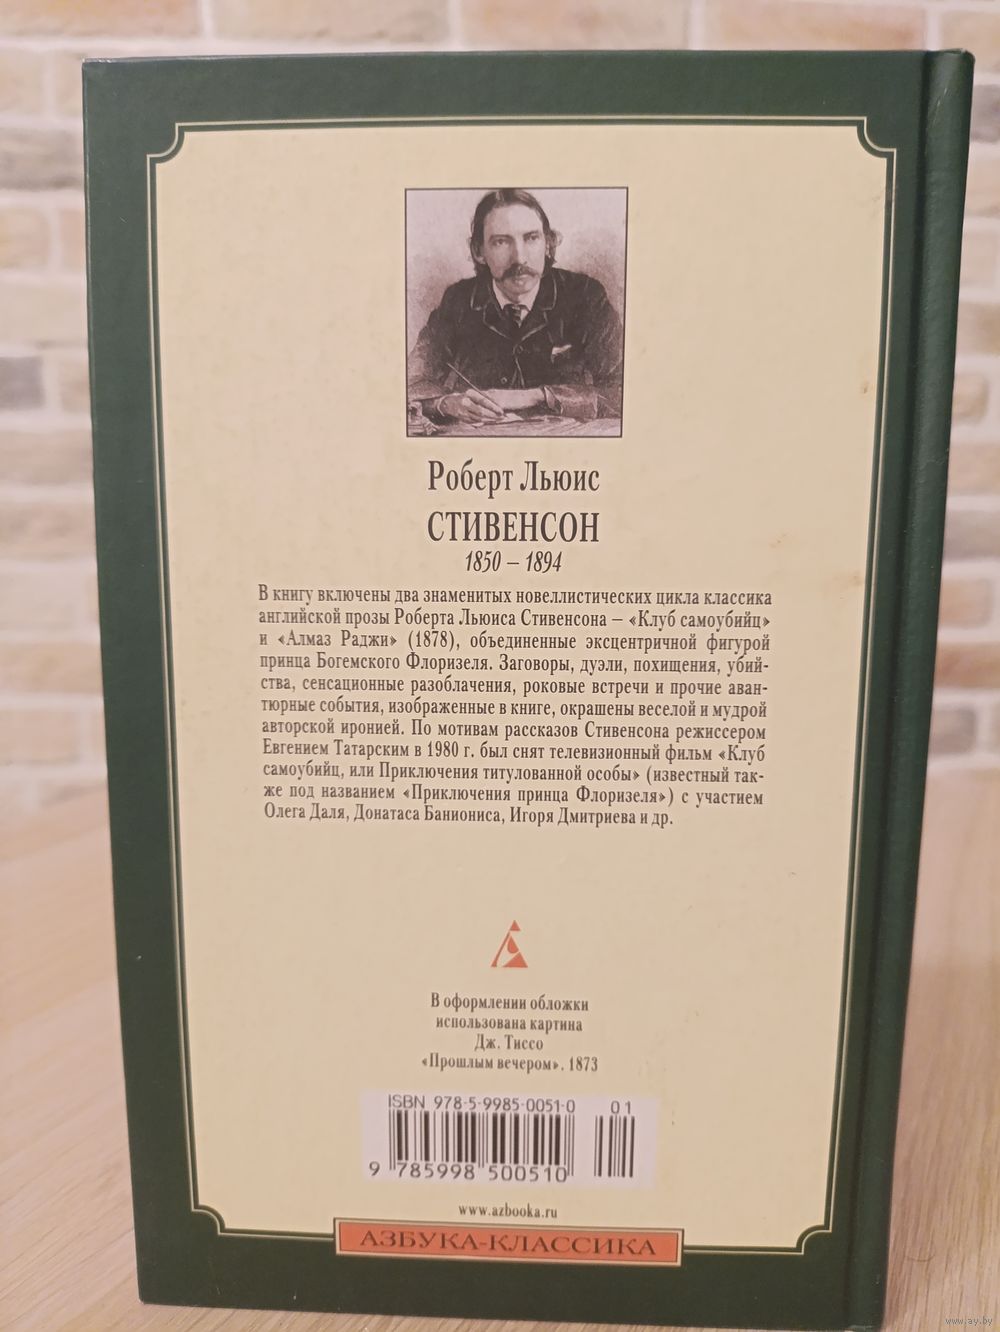 Роберт Льюис
СТИВЕНСОН
1850 – 1894
В книгу включены два знаменитых новеллистических цикла классика
английской прозы Роберта Льюиса Стивенсона – «Клуб самоубийц»
и «Алмаз Раджи» (1878), объединенные эксцентричной фигурой
принца Богемского Флоризеля. Заговоры, дуэли, похищения, убий-
ства, сенсационные разоблачения, роковые встречи и прочие аван-
тюрные события, изображенные в книге, окрашены веселой и мудрой
авторской иронией. По мотивам рассказов Стивенсона режиссером
Евгением Татарским в 1980 г. был снят телевизионный фильм «Клуб
самоубийц, или Приключения титулованной особы» (известный так-
же под названием «Приключения принца Флоризеля») с участием
Олега Даля, Донатаса Баниониса, Игоря Дмитриева и др.
В оформлении обложки
использована картина
Дж. Тиссо
«Прошлым вечером». 1873
ISBN 978-5-9985-0051-0 01
9 785998 500510
www.azbooka.ru
АЗБУКА-КЛАССИКА
www.ay.by